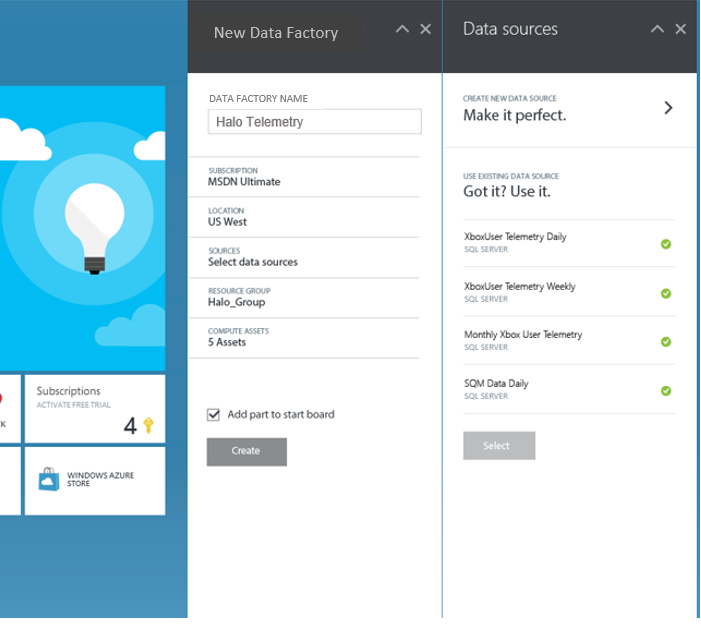 K
Subscriptions
ACTIVATE FREE TRIAL
4
WINDOWS AZURE
STORE
New Data Factory
DATA FACTORY NAME
Halo Telemetry
SUBSCRIPTION
MSDN Ultimate
LOCATION
US West
SOURCES
Select data sources
RESOURCE GROUP
Halo_Group
COMPUTE ASSETS
5 Assets
Add part to start board
Create
Data sources
CREATE NEW DATA SOURCE
Make it perfect.
USE EXISTING DATA SOURCE
Got it? Use it.
XboxUser Telemetry Daily
SQL SERVER
XboxUser Telemetry Weekly
SQL SERVER
Monthly Xbox User Telemetry
SQL SERVER
SQM Data Daily
SQL SERVER
Select